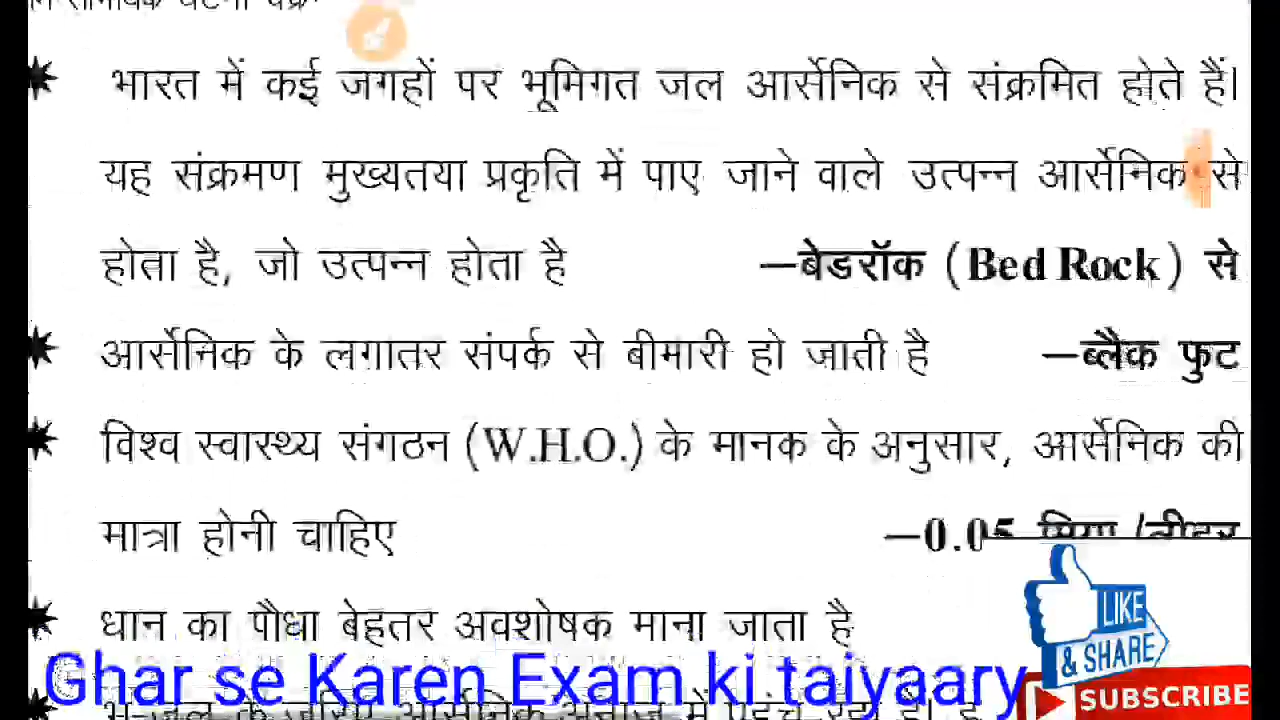 ★ भारत में कई जगहों पर भूमिगत जल आर्सेनिक से संक्रमित होते हैं।
यह संक्रमण मुख्यतया प्रकृति में पाए जाने वाले उत्पन्न आर्सेनिक से
होता है, जो उत्पन्न होता है —बेडरॉक (Bed Rock) से
★ आर्सेनिक के लगातर संपर्क से बीमारी हो जाती है —ब्लैक फुट
★ विश्व स्वास्थ्य संगठन (W.H.O.) के मानक के अनुसार, आर्सेनिक की
मात्रा होनी चाहिए —0.05
★ धान का पौधा बेहतर अवशोषक माना जाता है
LIKE
& SHARE
Ghar se Karen Exam ki taiyaary
SUBSCRIBE